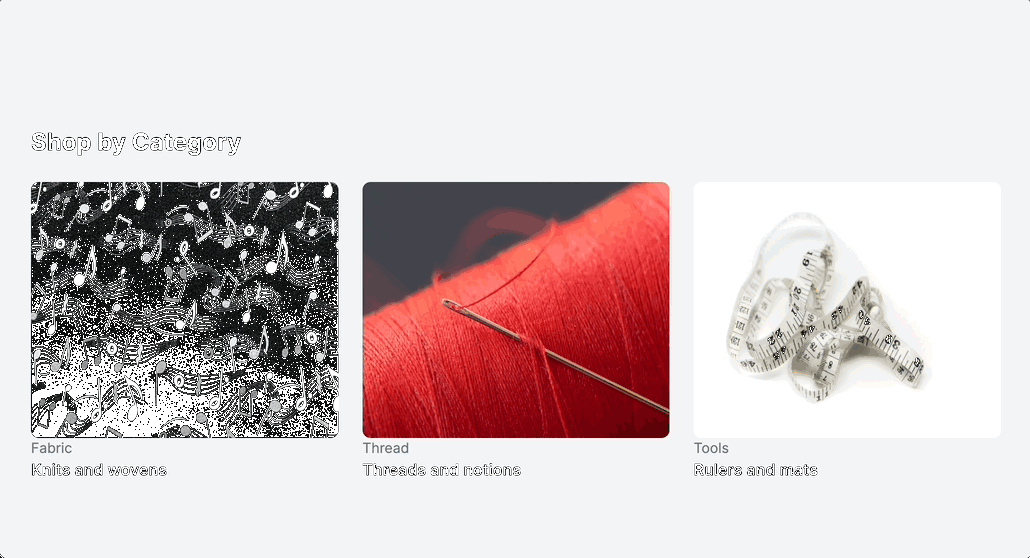 Shop by Category
Fabric
Knits and wovens
Thread
Threads and notions
Tools
Rulers and mats